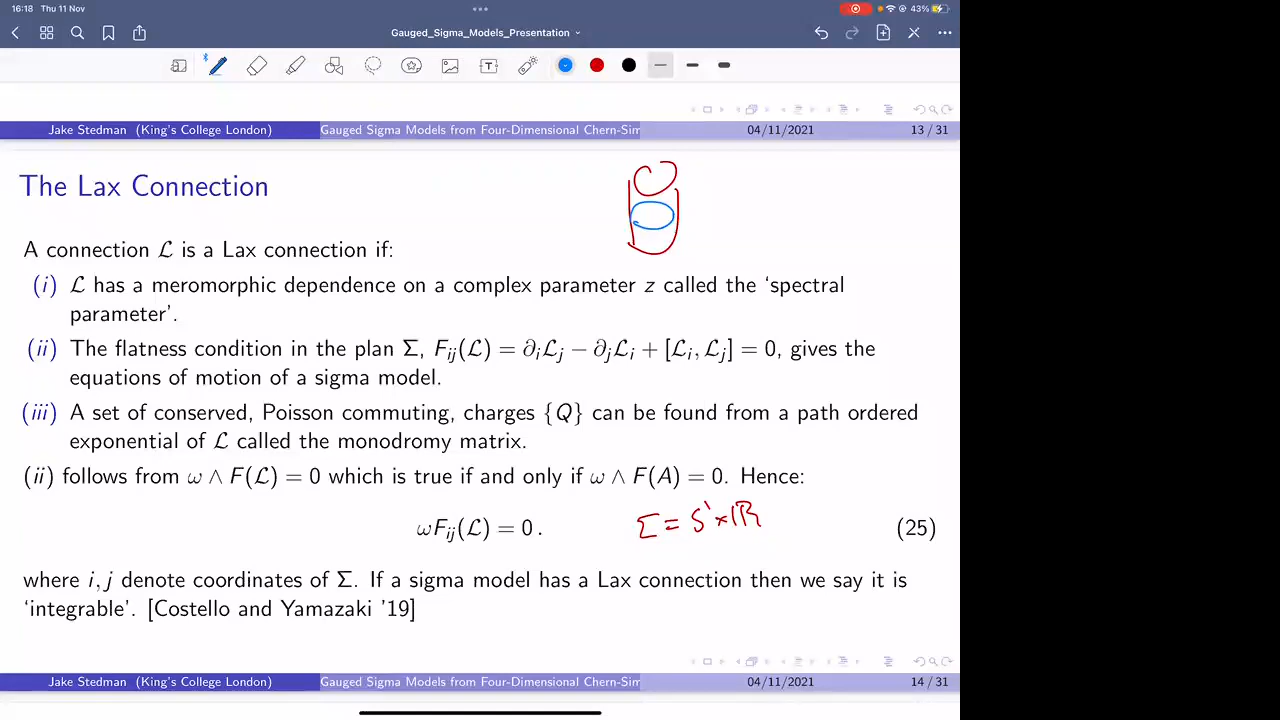 16:18 Thu 11 Nov
43%
Gauged_Sigma_Models_Presentation
Jake Stedman (King's College London) Gauged Sigma Models from Four-Dimensional Chern-Sim 04/11/2021 13 / 31
The Lax Connection
A connection ℒ is a Lax connection if:
(i) ℒ has a meromorphic dependence on a complex parameter z called the ‘spectral
parameter’.
(ii) The flatness condition in the plan Σ, F_{ij}(ℒ) = ∂_iℒ_j − ∂_jℒ_i + [ℒ_i, ℒ_j] = 0, gives the
equations of motion of a sigma model.
(iii) A set of conserved, Poisson commuting, charges {Q} can be found from a path ordered
exponential of ℒ called the monodromy matrix.
(ii) follows from ω ∧ F(ℒ) = 0 which is true if and only if ω ∧ F(A) = 0. Hence:
ωF_{ij}(ℒ) = 0 . (25)
Σ = S¹×ℝ
where i, j denote coordinates of Σ. If a sigma model has a Lax connection then we say it is
‘integrable’. [Costello and Yamazaki ’19]
Jake Stedman (King's College London) Gauged Sigma Models from Four-Dimensional Chern-Sim 04/11/2021 14 / 31